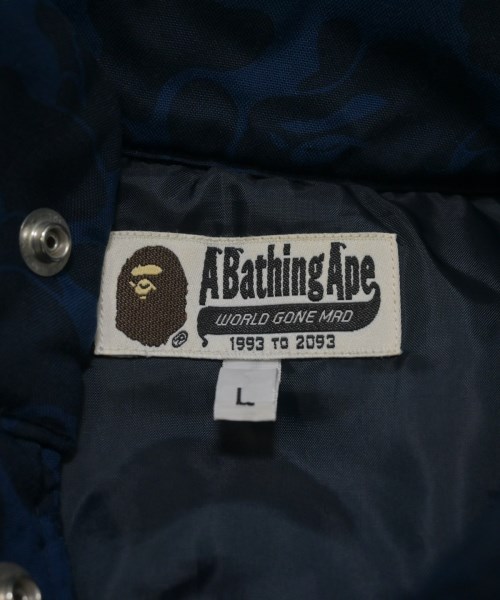 A Bathing Ape
WORLD GONE MAD
1993 TO 2093
®
L